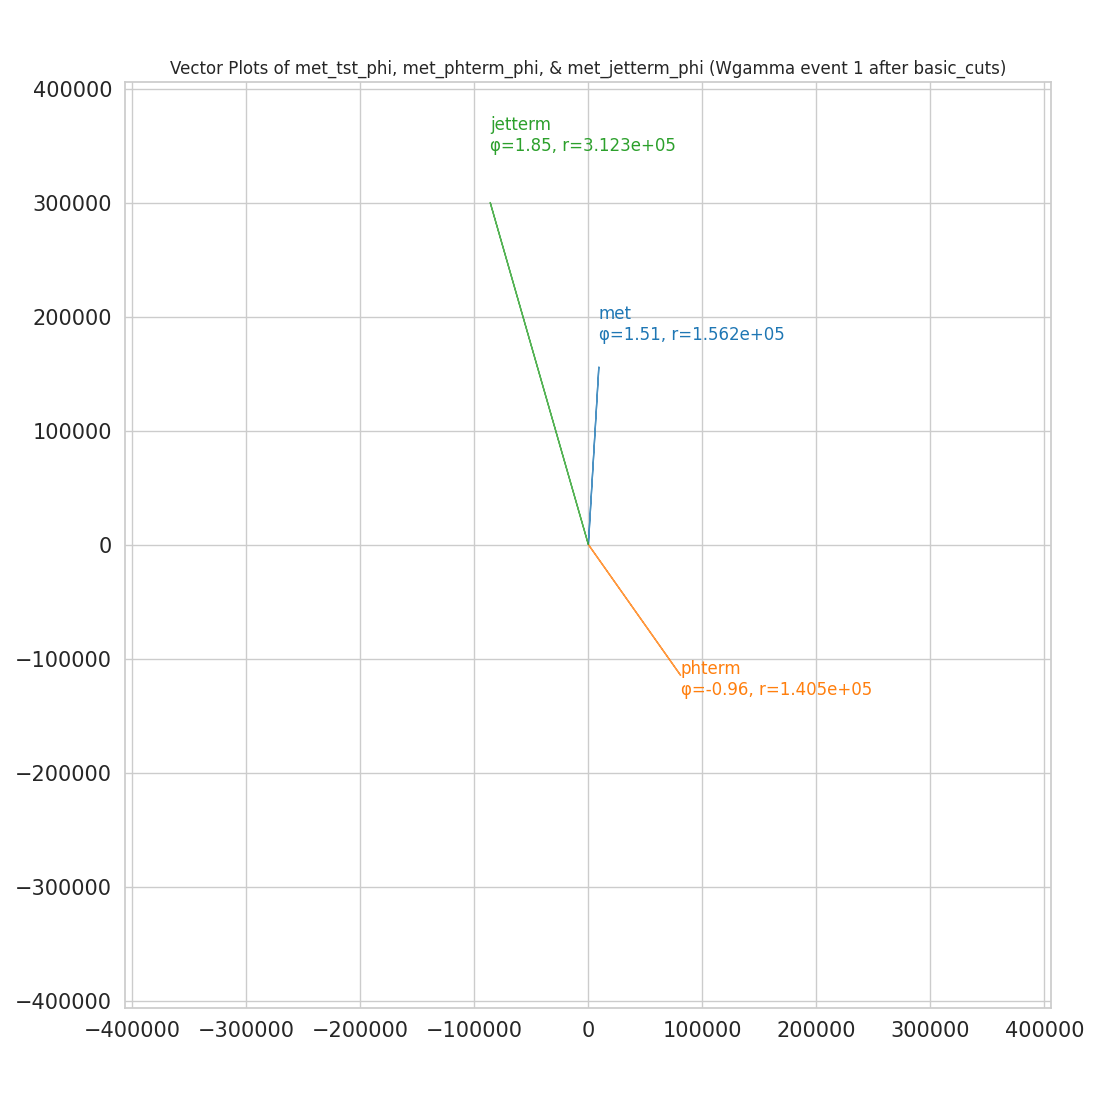 Vector Plots of met_tst_phi, met_phterm_phi, & met_jetterm_phi (Wgamma event 1 after basic_cuts)
400000
jetterm
φ=1.85, r=3.123e+05
300000
200000
met
φ=1.51, r=1.562e+05
100000
0
−100000
phterm
φ=-0.96, r=1.405e+05
−200000
−300000
−400000
−400000 −300000 −200000 −100000 0 100000 200000 300000 400000